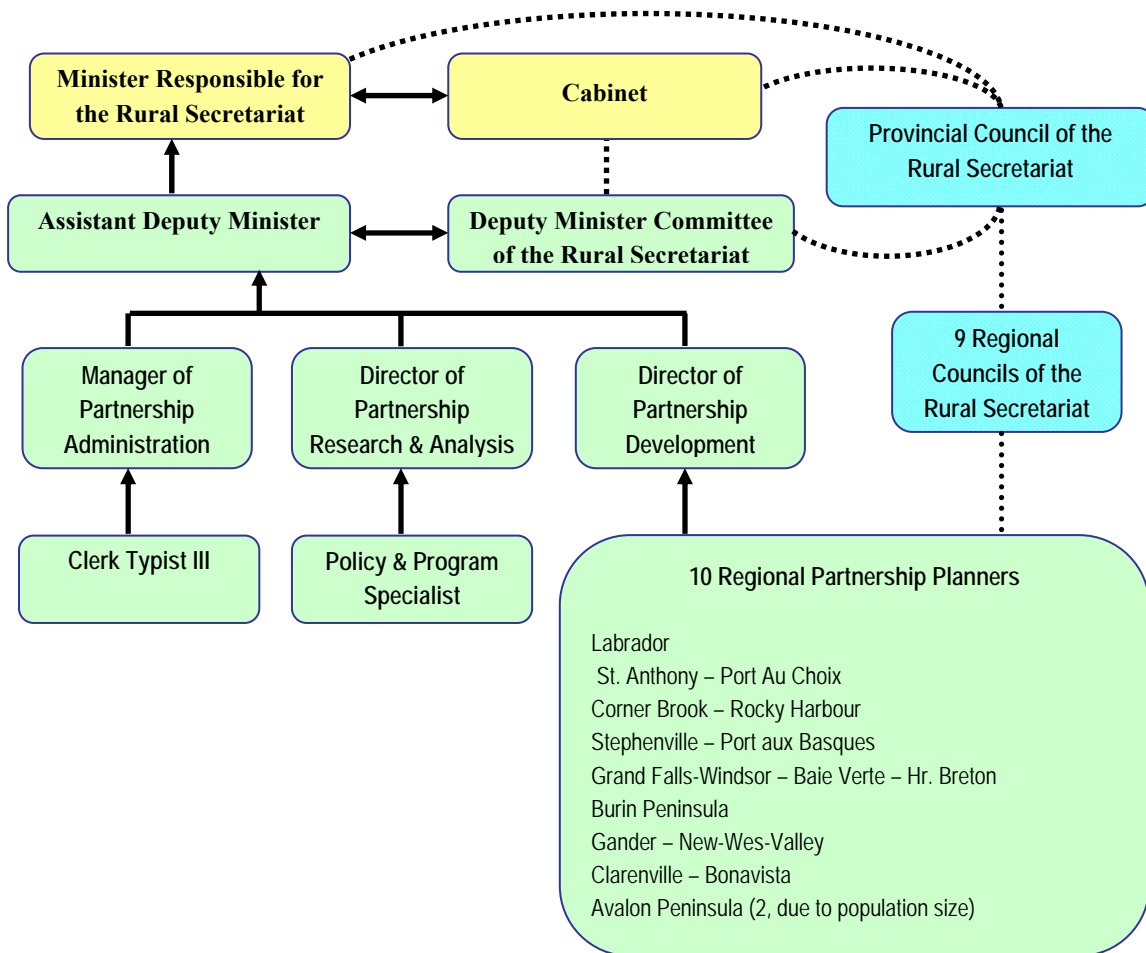 Minister Responsible for
the Rural Secretariat
Cabinet
Provincial Council of the
Rural Secretariat
Assistant Deputy Minister
Deputy Minister Committee
of the Rural Secretariat
9 Regional
Councils of the
Rural Secretariat
Manager of
Partnership
Administration
Director of
Partnership
Research & Analysis
Director of
Partnership
Development
Clerk Typist III
Policy & Program
Specialist
10 Regional Partnership Planners
Labrador
St. Anthony – Port Au Choix
Corner Brook – Rocky Harbour
Stephenville – Port aux Basques
Grand Falls-Windsor – Baie Verte – Hr. Breton
Burin Peninsula
Gander – New-Wes-Valley
Clarenville – Bonavista
Avalon Peninsula (2, due to population size)